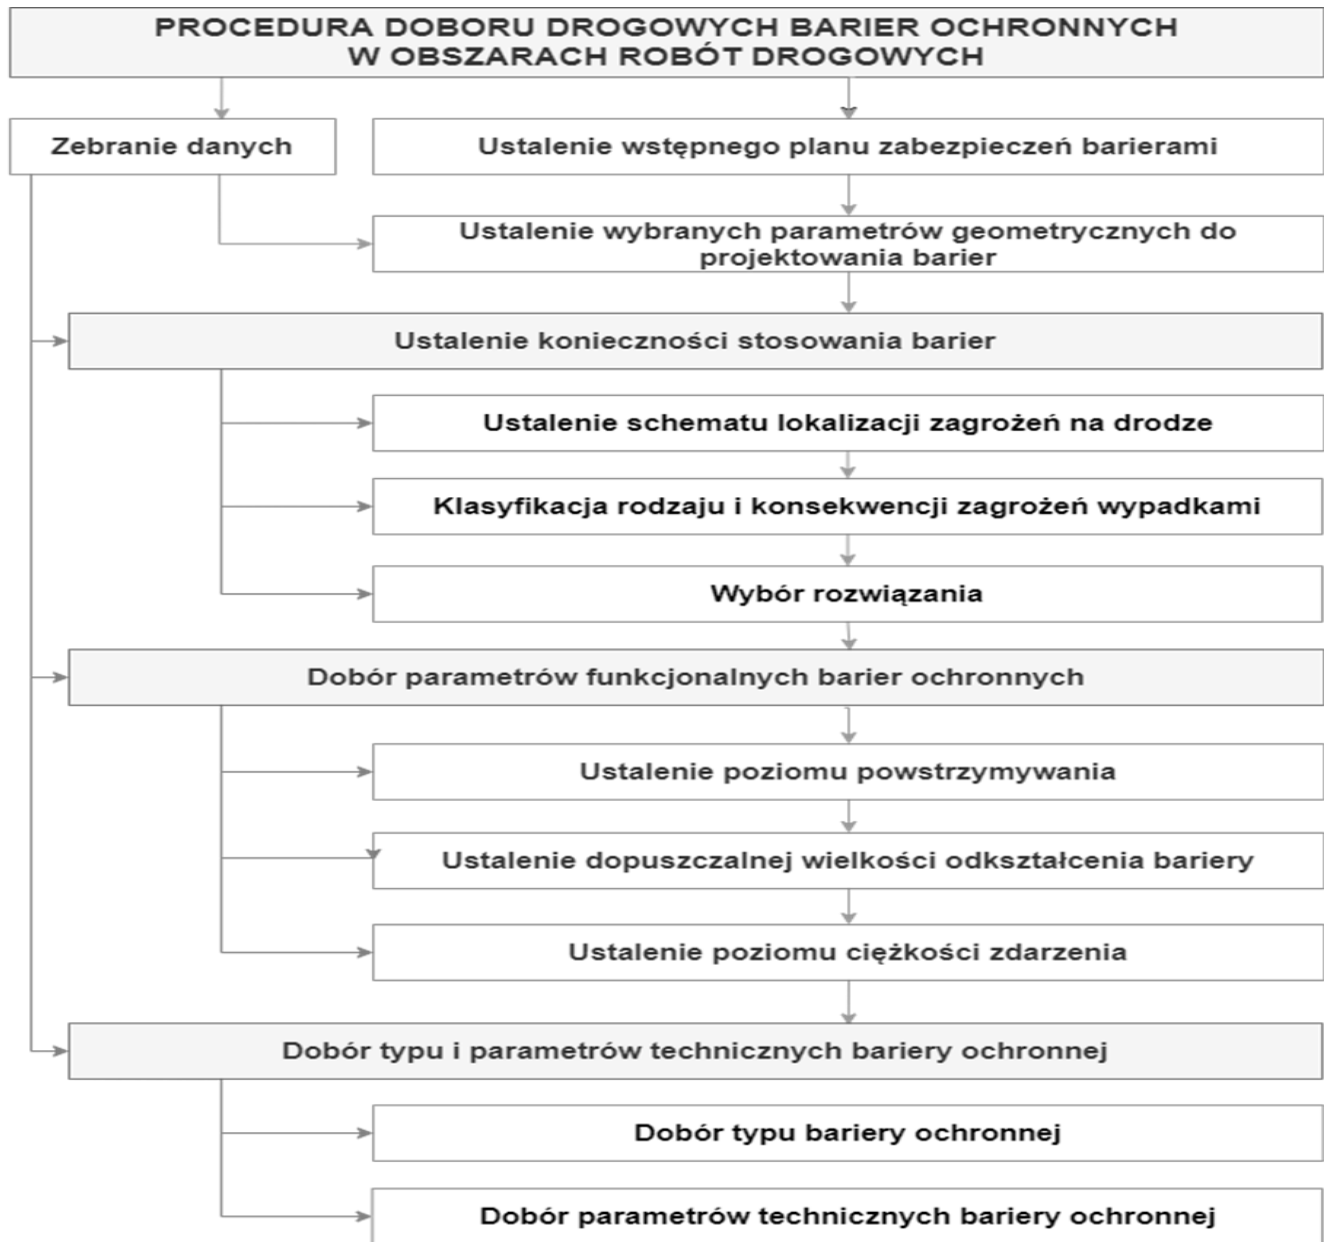 PROCEDURA DOBORU DROGOWYCH BARIER OCHRONNYCH
W OBSZARACH ROBÓT DROGOWYCH
Zebranie danych
Ustalenie wstępnego planu zabezpieczeń barierami
Ustalenie wybranych parametrów geometrycznych do
projektowania barier
Ustalenie konieczności stosowania barier
Ustalenie schematu lokalizacji zagrożeń na drodze
Klasyfikacja rodzaju i konsekwencji zagrożeń wypadkami
Wybór rozwiązania
Dobór parametrów funkcjonalnych barier ochronnych
Ustalenie poziomu powstrzymywania
Ustalenie dopuszczalnej wielkości odkształcenia bariery
Ustalenie poziomu ciężkości zdarzenia
Dobór typu i parametrów technicznych bariery ochronnej
Dobór typu bariery ochronnej
Dobór parametrów technicznych bariery ochronnej